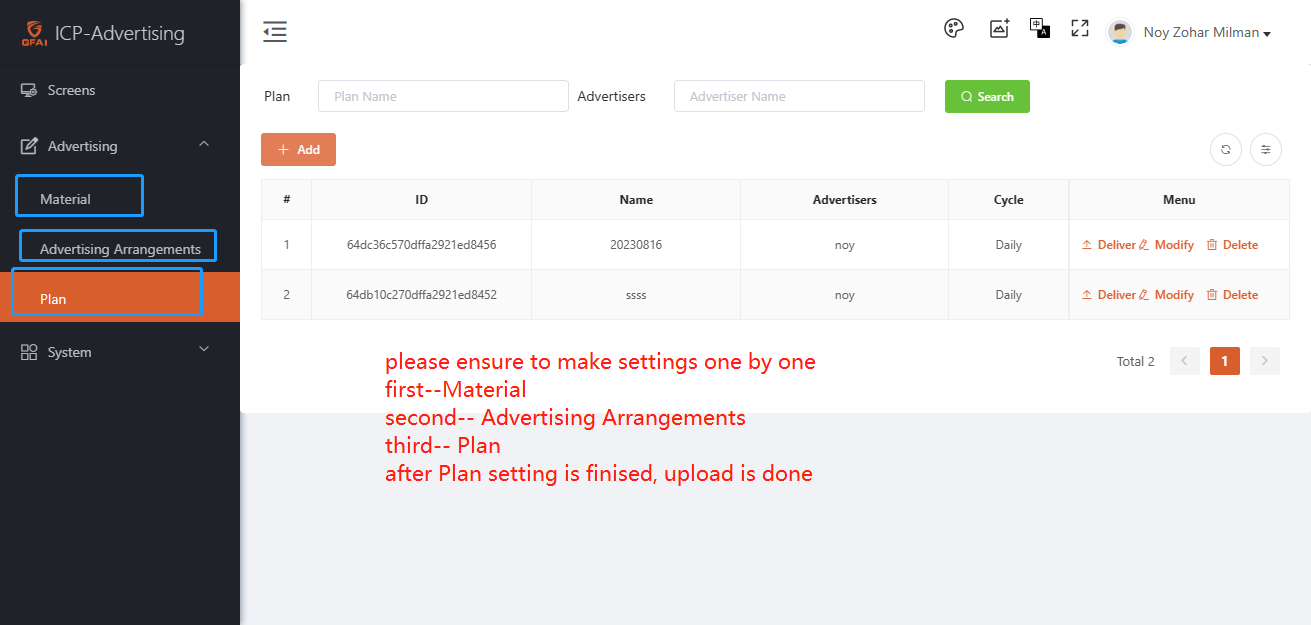 GFAI ICP-Advertising
Noy Zohar Milman
Screens
Advertising
Material
Advertising Arrangements
Plan
System
Plan Plan Name Advertisers Advertiser Name Search
Add
# ID Name Advertisers Cycle Menu
1 64dc36c570dffa2921ed8456 20230816 noy Daily Deliver Modify Delete
2 64db10c270dffa2921ed8452 ssss noy Daily Deliver Modify Delete
Total 2 1
please ensure to make settings one by one
first--Material
second-- Advertising Arrangements
third-- Plan
after Plan setting is finised, upload is done